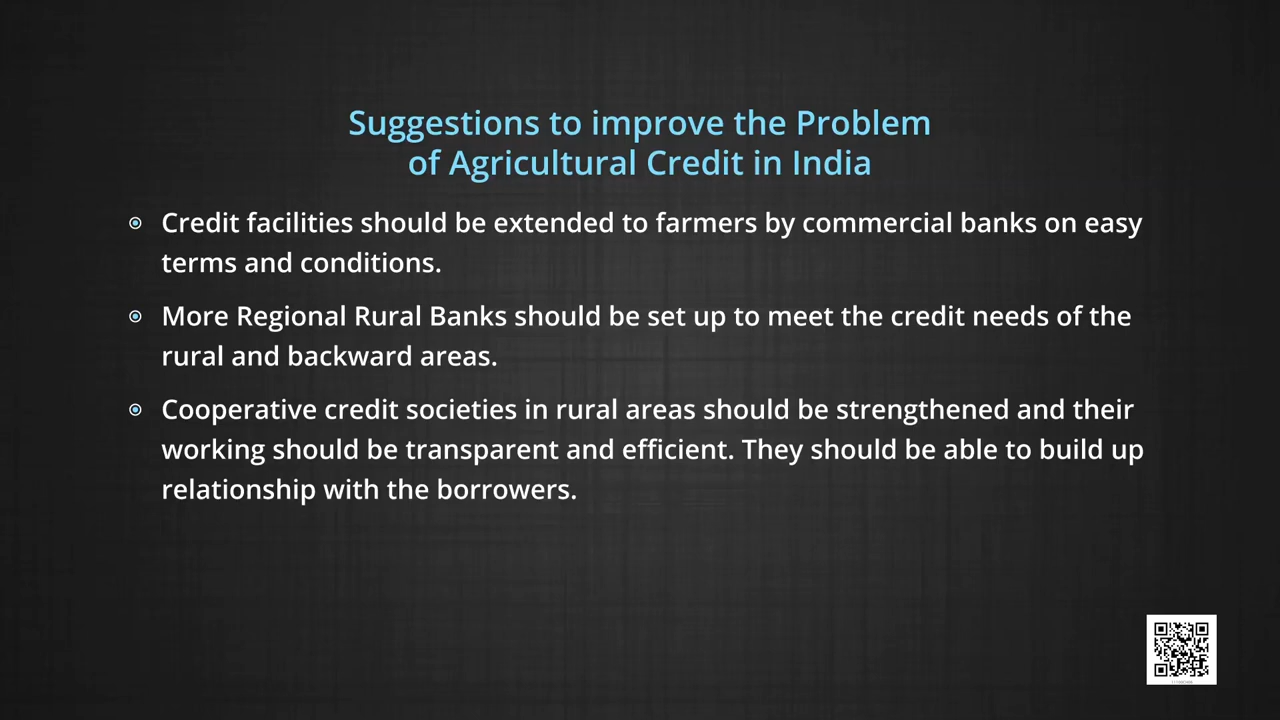 Suggestions to improve the Problem
of Agricultural Credit in India
Credit facilities should be extended to farmers by commercial banks on easy
terms and conditions.
More Regional Rural Banks should be set up to meet the credit needs of the
rural and backward areas.
Cooperative credit societies in rural areas should be strengthened and their
working should be transparent and efficient. They should be able to build up
relationship with the borrowers.